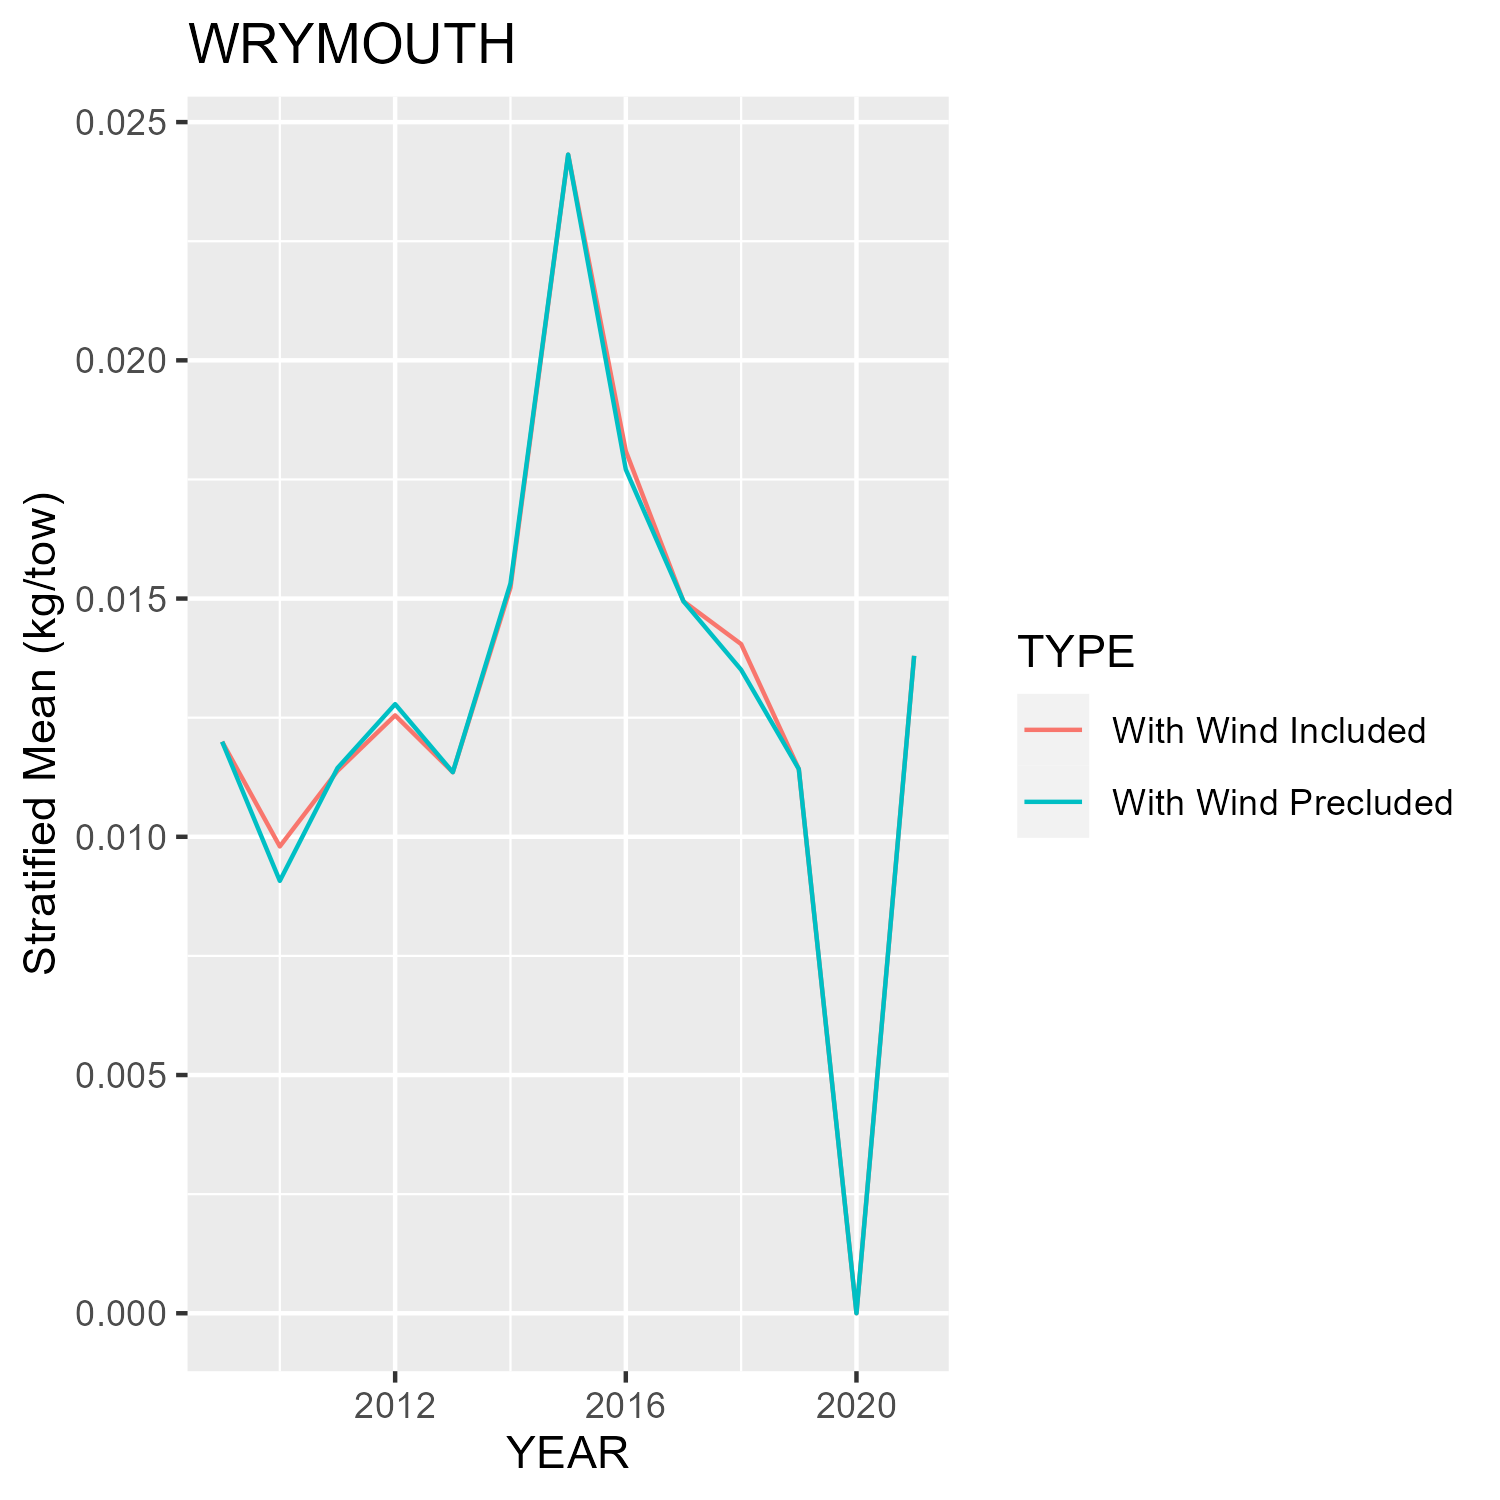 WRYMOUTH
0.025
0.020
0.015
0.010
0.005
0.000
Stratified Mean (kg/tow)
2012 2016 2020
YEAR
TYPE
With Wind Included
With Wind Precluded